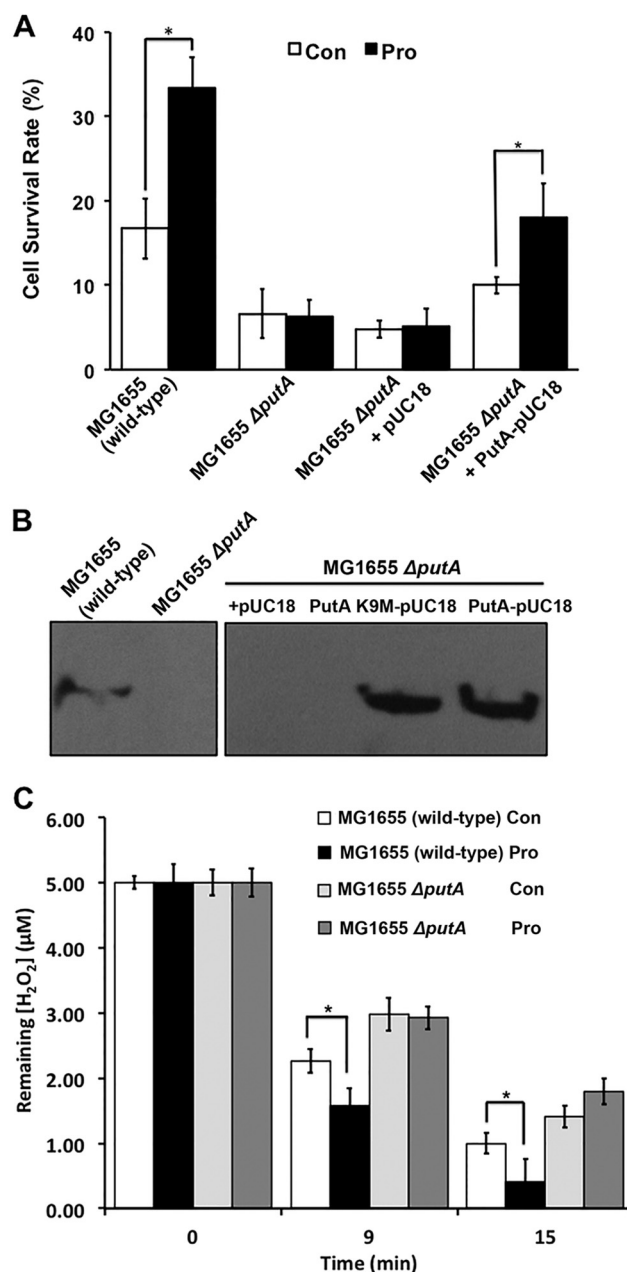 A
Cell Survival Rate (%)
40
30
20
10
0
*
Con
Pro
*
MG1655
(wild-type)
MG1655 ΔputA
MG1655 ΔputA
+ pUC18
MG1655 ΔputA
+ PutA-pUC18
B
MG1655
(wild-type)
MG1655 ΔputA
MG1655 ΔputA
+pUC18 PutA K9M-pUC18 PutA-pUC18
C
Remaining [H₂O₂] (µM)
6.00
5.00
4.00
3.00
2.00
1.00
0.00
MG1655 (wild-type) Con
MG1655 (wild-type) Pro
MG1655 ΔputA Con
MG1655 ΔputA Pro
*
*
0 9 15
Time (min)